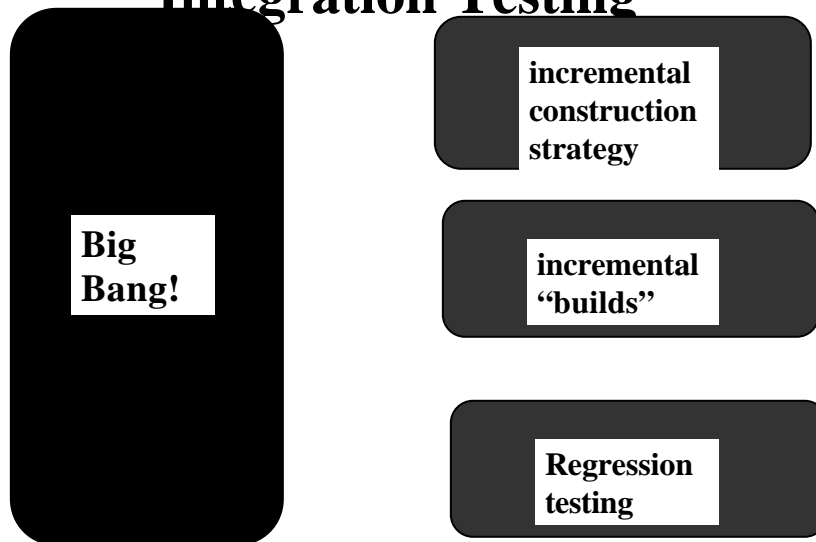 Integration Testing
Big
Bang!
incremental
construction
strategy
incremental
“builds”
Regression
testing